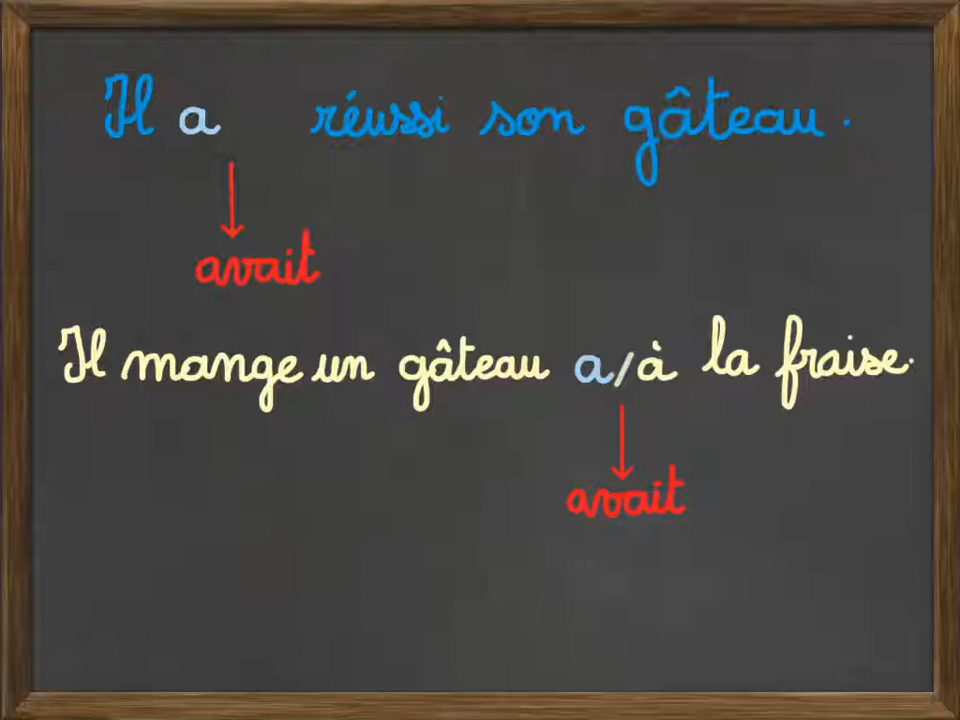 Il a réussi son gâteau.
avait
Il mange un gâteau a/à la fraise.
avait